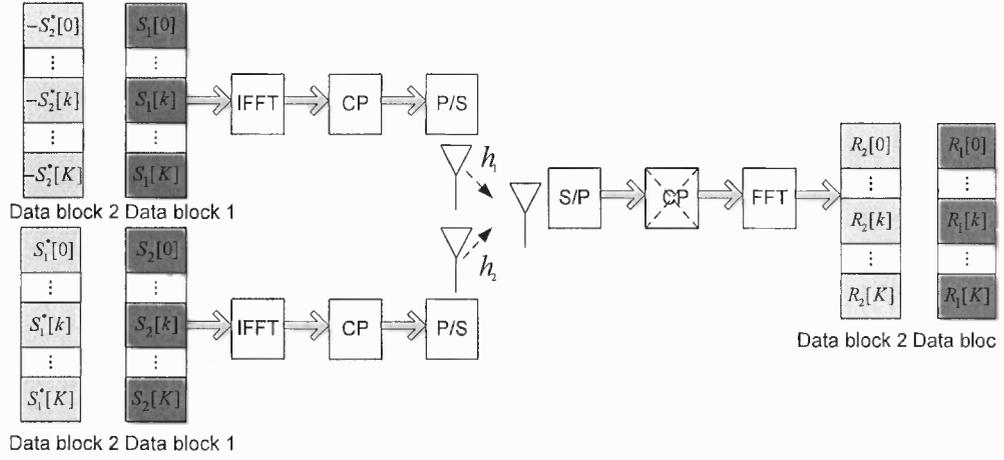 −S₂*[0] S₁[0]
⋮ ⋮
−S₂*[k] S₁[k] IFFT CP P/S
⋮ ⋮
−S₂*[K] S₁[K]
Data block 2 Data block 1
h₁
S/P CP FFT
R₂[0] R₁[0]
⋮ ⋮
R₂[k] R₁[k]
⋮ ⋮
R₂[K] R₁[K]
Data block 2 Data bloc
S₁*[0] S₂[0]
⋮ ⋮
h₂
S₁*[k] S₂[k] IFFT CP P/S
⋮ ⋮
S₁*[K] S₂[K]
Data block 2 Data block 1